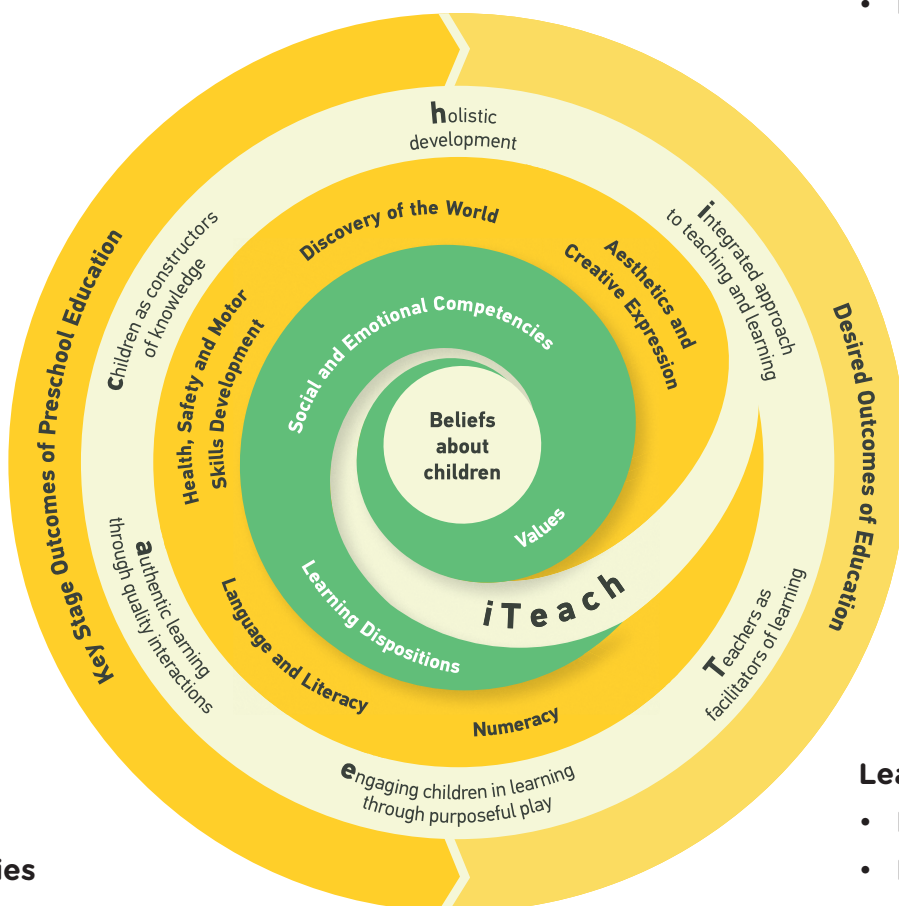 holistic
development
integrated approach
to teaching and learning
Teachers as
facilitators of learning
engaging children in learning
through purposeful play
authentic learning
through quality interactions
Children as constructors
of knowledge
Key Stage Outcomes of Preschool Education
Desired Outcomes of Education
Discovery of the World
Aesthetics and
Creative Expression
Health, Safety and Motor
Skills Development
Language and Literacy
Numeracy
Social and Emotional Competencies
Learning Dispositions
Values
Beliefs
about
children
iTeach